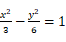 x²/3 - y²/6 = 1